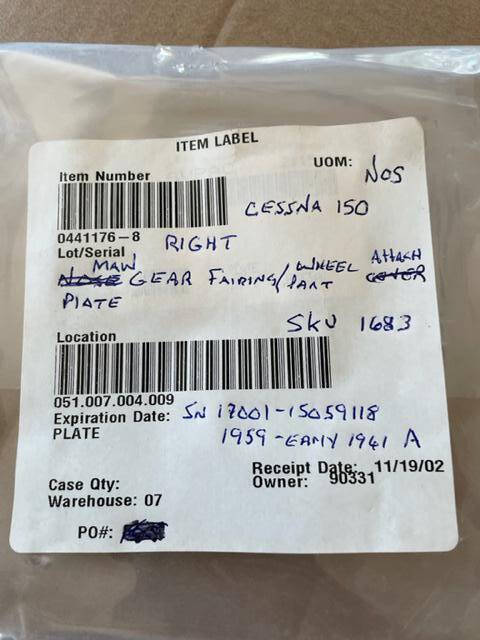 ITEM LABEL
Item Number UOM: NOS
CESSNA 150
0441176-8 RIGHT
Lot/Serial
MAIN WHEEL ATTACH
GEAR FAIRING/PANT
PLATE
SKU 1683
Location
051.007.004.009
Expiration Date: SN 17001-15059118
PLATE 1959-EARLY 1961 A
Receipt Date: 11/19/02
Case Qty: Owner: 90331
Warehouse: 07
PO#: